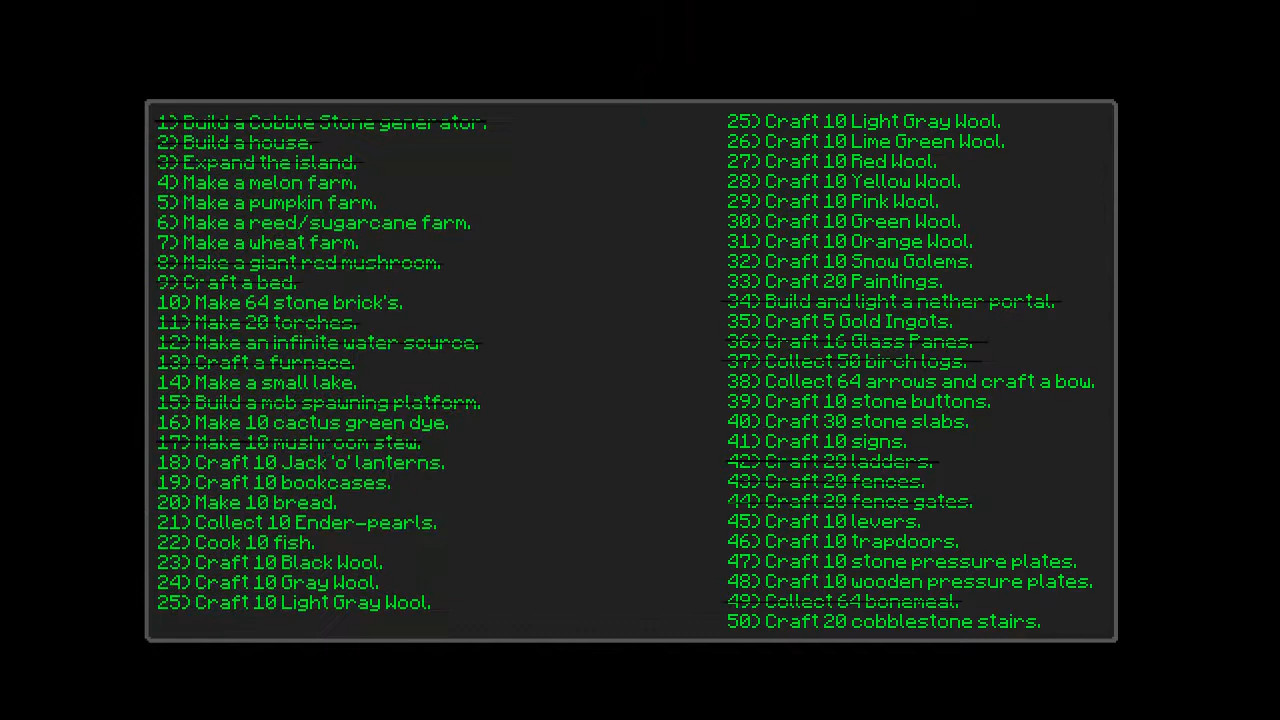 1) Build a Cobble Stone generator.
2) Build a house.
3) Expand the island.
4) Make a melon farm.
5) Make a pumpkin farm.
6) Make a reed/sugarcane farm.
7) Make a wheat farm.
8) Make a giant red mushroom.
9) Craft a bed.
10) Make 64 stone brick's.
11) Make 20 torches.
12) Make an infinite water source.
13) Craft a furnace.
14) Make a small lake.
15) Build a mob spawning platform.
16) Make 10 cactus green dye.
17) Make 10 mushroom stew.
18) Craft 10 Jack 'o' lanterns.
19) Craft 10 bookcases.
20) Make 10 bread.
21) Collect 10 Ender-pearls.
22) Cook 10 fish.
23) Craft 10 Black Wool.
24) Craft 10 Gray Wool.
25) Craft 10 Light Gray Wool.
25) Craft 10 Light Gray Wool.
26) Craft 10 Lime Green Wool.
27) Craft 10 Red Wool.
28) Craft 10 Yellow Wool.
29) Craft 10 Pink Wool.
30) Craft 10 Green Wool.
31) Craft 10 Orange Wool.
32) Craft 10 Snow Golems.
33) Craft 20 Paintings.
34) Build and light a nether portal.
35) Craft 5 Gold Ingots.
36) Craft 16 Glass Panes.
37) Collect 50 birch logs.
38) Collect 64 arrows and craft a bow.
39) Craft 10 stone buttons.
40) Craft 30 stone slabs.
41) Craft 10 signs.
42) Craft 20 ladders.
43) Craft 20 fences.
44) Craft 20 fence gates.
45) Craft 10 levers.
46) Craft 10 trapdoors.
47) Craft 10 stone pressure plates.
48) Craft 10 wooden pressure plates.
49) Collect 64 bonemeal.
50) Craft 20 cobblestone stairs.